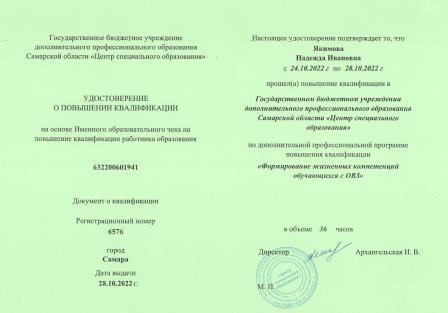 Государственное бюджетное учреждение
дополнительного профессионального образования
Самарской области «Центр специального образования»
УДОСТОВЕРЕНИЕ
О ПОВЫШЕНИИ КВАЛИФИКАЦИИ
на основе Именного образовательного чека на
повышение квалификации работника образования
632200601941
Документ о квалификации
Регистрационный номер
6576
город
Самара
Дата выдачи
28.10.2022 г.
Настоящее удостоверение подтверждает то, что
Якимова
Надежда Ивановна
с 24.10.2022 г по 28.10.2022 г
прошел(а) повышение квалификации в
Государственном бюджетном учреждении
дополнительного профессионального образования
Самарской области «Центр специального
образования»
по дополнительной профессиональной программе
повышения квалификации
«Формирование жизненных компетенций
обучающихся с ОВЗ»
в объеме 36 часов
Директор Архангельская И. В.
М. П.